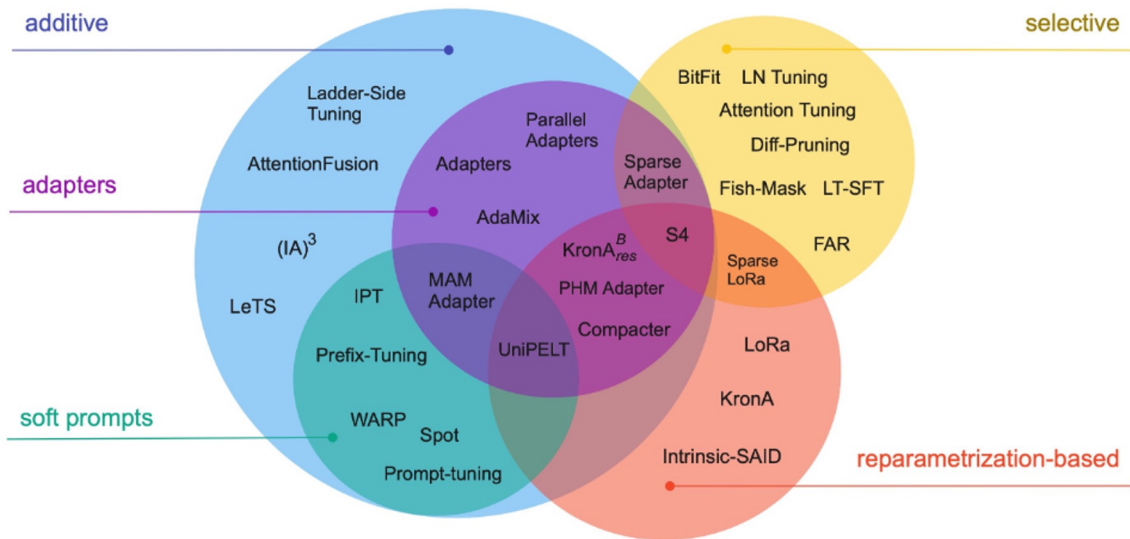 additive
selective
BitFit LN Tuning
Ladder-Side
Tuning
Attention Tuning
Parallel
Adapters
Diff-Pruning
AttentionFusion
Adapters
Sparse
Adapter
adapters
Fish-Mask LT-SFT
AdaMix
(IA)³
KronA^B_res
S4
FAR
Sparse
LoRa
MAM
Adapter
IPT
PHM Adapter
LeTS
Compacter
UniPELT
LoRa
Prefix-Tuning
KronA
soft prompts
WARP
Spot
Intrinsic-SAID
reparametrization-based
Prompt-tuning